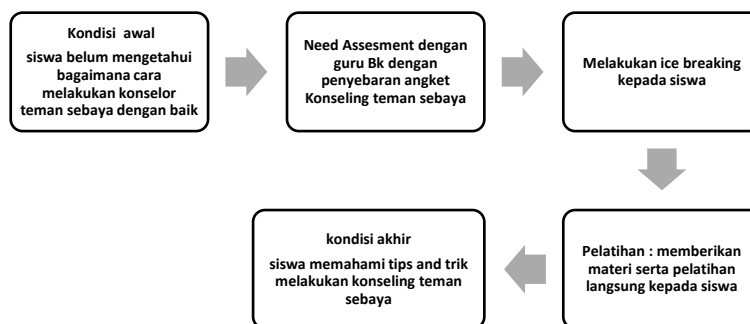 Kondisi awal
siswa belum mengetahui
bagaimana cara
melakukan konselor
teman sebaya dengan baik
Need Assesment dengan
guru Bk dengan
penyebaran angket
Konseling teman sebaya
Melakukan ice breaking
kepada siswa
Pelatihan : memberikan
materi serta pelatihan
langsung kepada siswa
kondisi akhir
siswa memahami tips and trik
melakukan konseling teman
sebaya